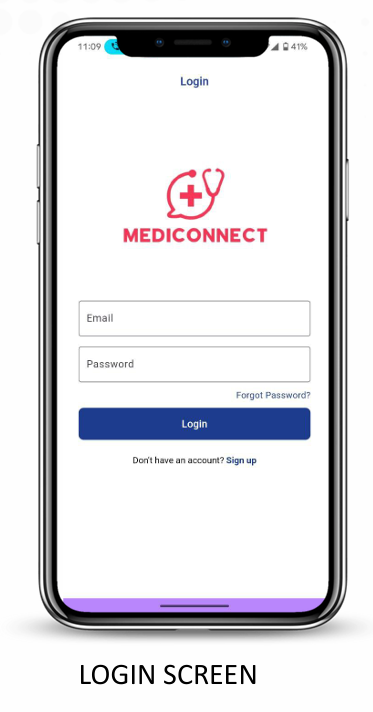 11:09
41%
Login
MEDICONNECT
Email
Password
Forgot Password?
Login
Don't have an account? Sign up
LOGIN SCREEN